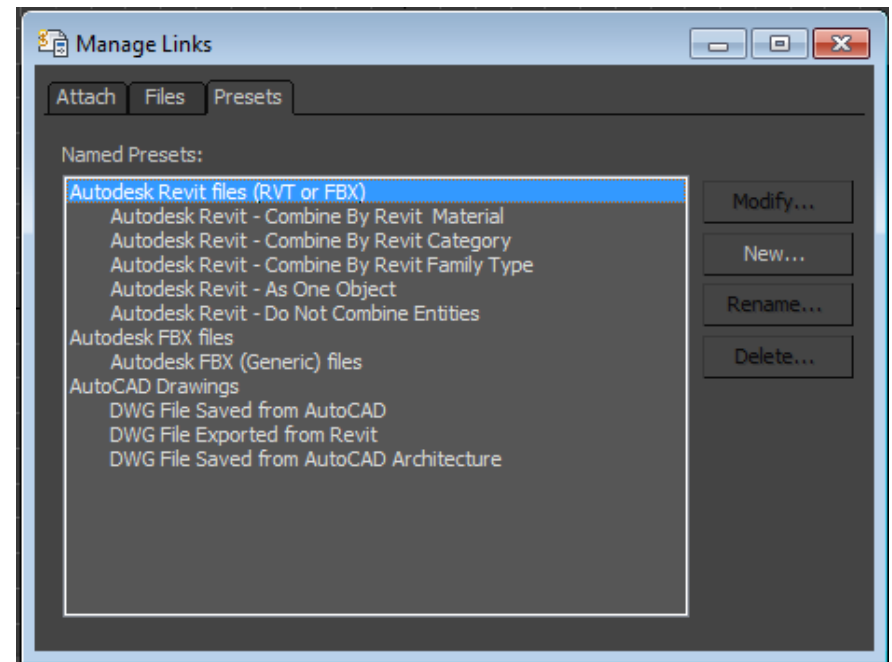 Manage Links
Attach Files Presets
Named Presets:
Autodesk Revit files (RVT or FBX)
Autodesk Revit - Combine By Revit Material
Autodesk Revit - Combine By Revit Category
Autodesk Revit - Combine By Revit Family Type
Autodesk Revit - As One Object
Autodesk Revit - Do Not Combine Entities
Autodesk FBX files
Autodesk FBX (Generic) files
AutoCAD Drawings
DWG File Saved from AutoCAD
DWG File Exported from Revit
DWG File Saved from AutoCAD Architecture
Modify...
New...
Rename...
Delete...